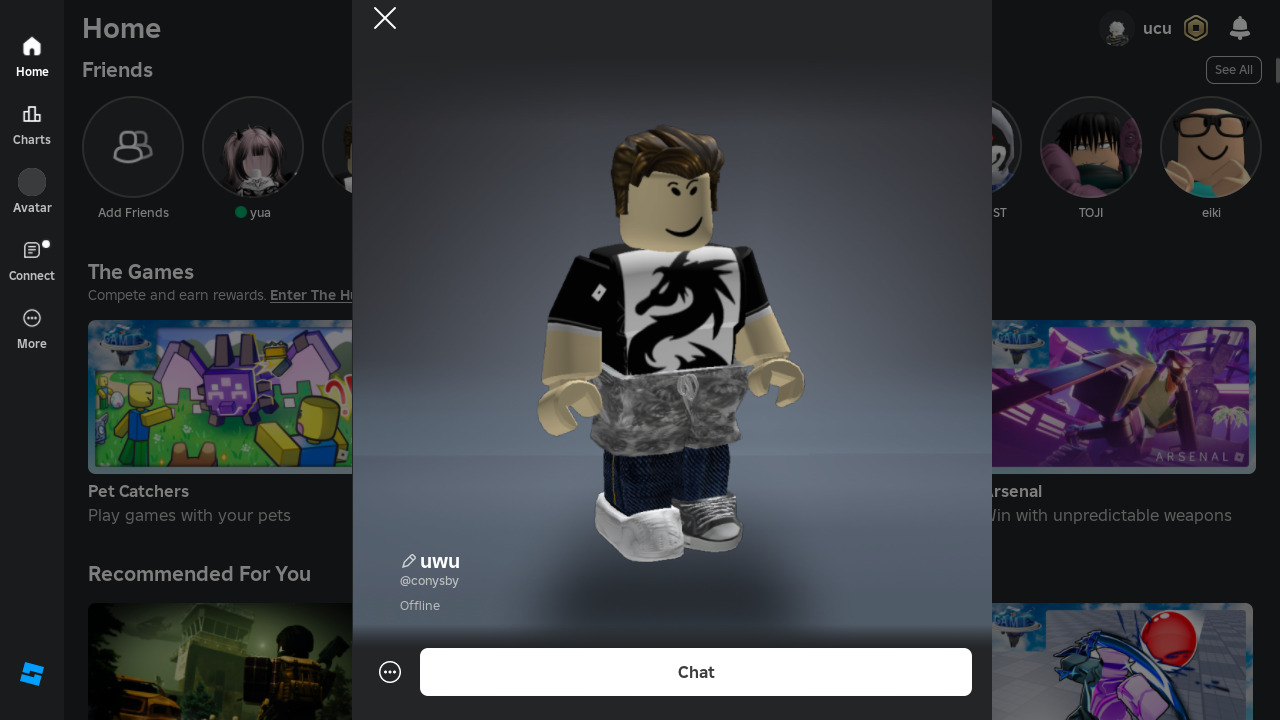 Home
ucu
Home
Friends
See All
Charts
Avatar
Add Friends
yua
ST
TOJI
eiki
Connect
The Games
Compete and earn rewards. Enter The Hu
More
ARSENAL
Pet Catchers
Arsenal
Play games with your pets
Win with unpredictable weapons
uwu
@conysby
Offline
Recommended For You
Chat